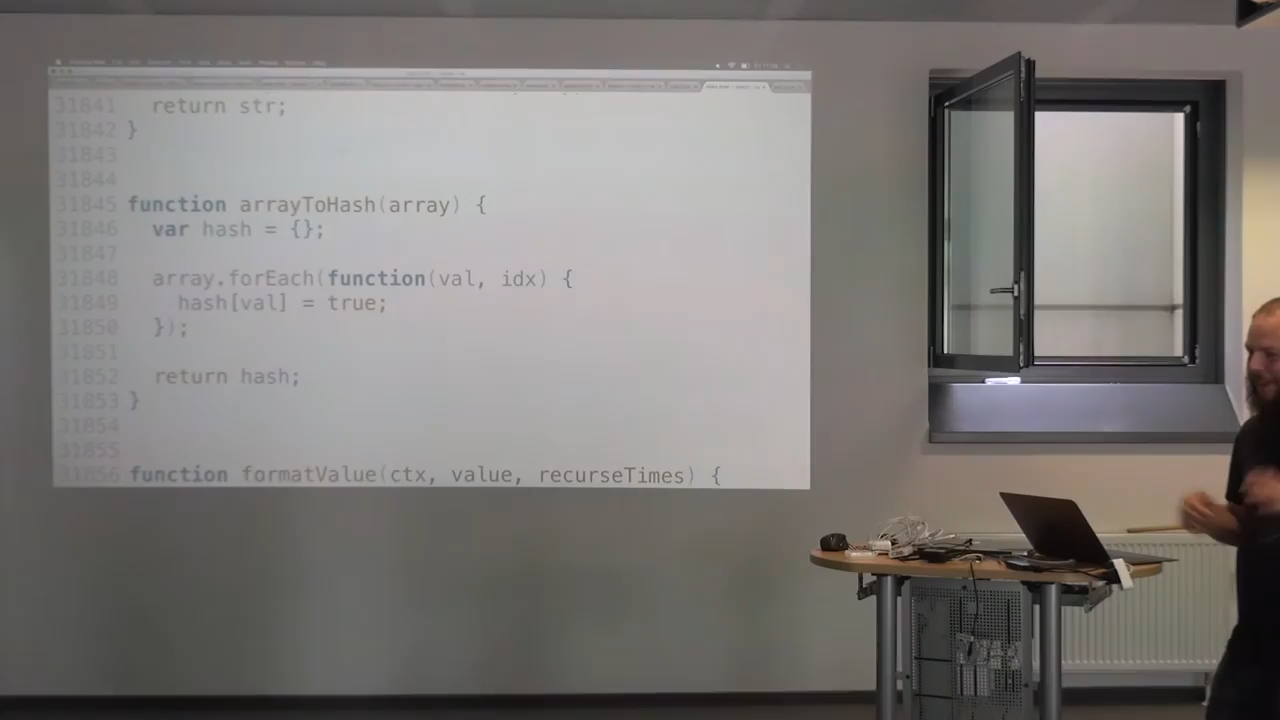 31841 return str;
31842 }
31843
31844
31845 function arrayToHash(array) {
31846 var hash = {};
31847
31848 array.forEach(function(val, idx) {
31849 hash[val] = true;
31850 });
31851
31852 return hash;
31853 }
31854
31855
31856 function formatValue(ctx, value, recurseTimes) {